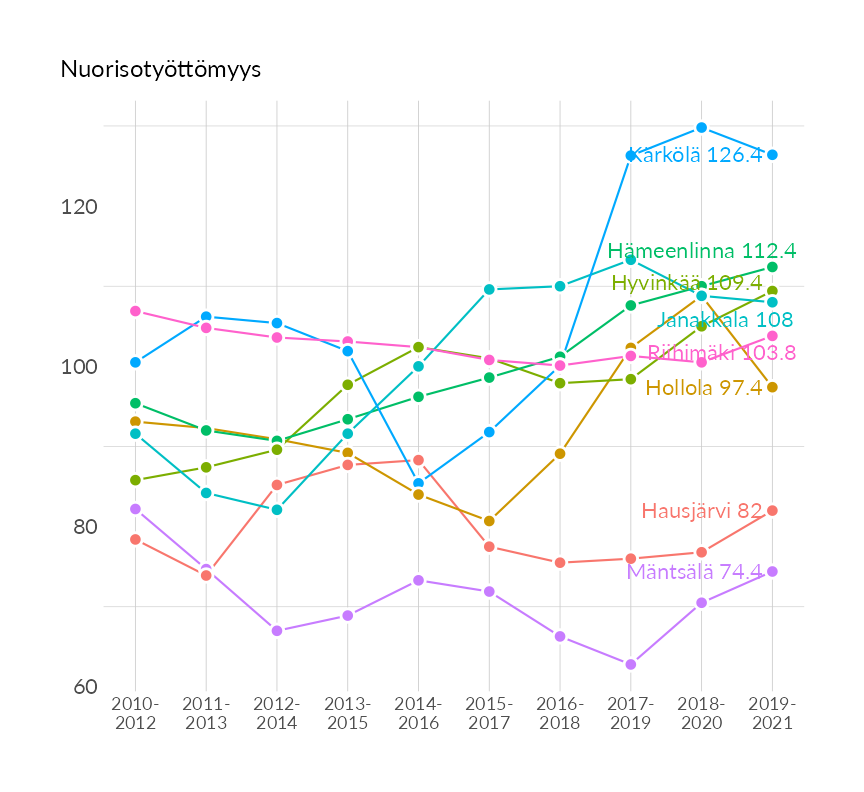 Nuorisotyöttömyys
120
100
80
60
Kärkölä 126.4
Hämeenlinna 112.4
Hyvinkää 109.4
Janakkala 108
Riihimäki 103.8
Hollola 97.4
Hausjärvi 82
Mäntsälä 74.4
2010-
2012
2011-
2013
2012-
2014
2013-
2015
2014-
2016
2015-
2017
2016-
2018
2017-
2019
2018-
2020
2019-
2021